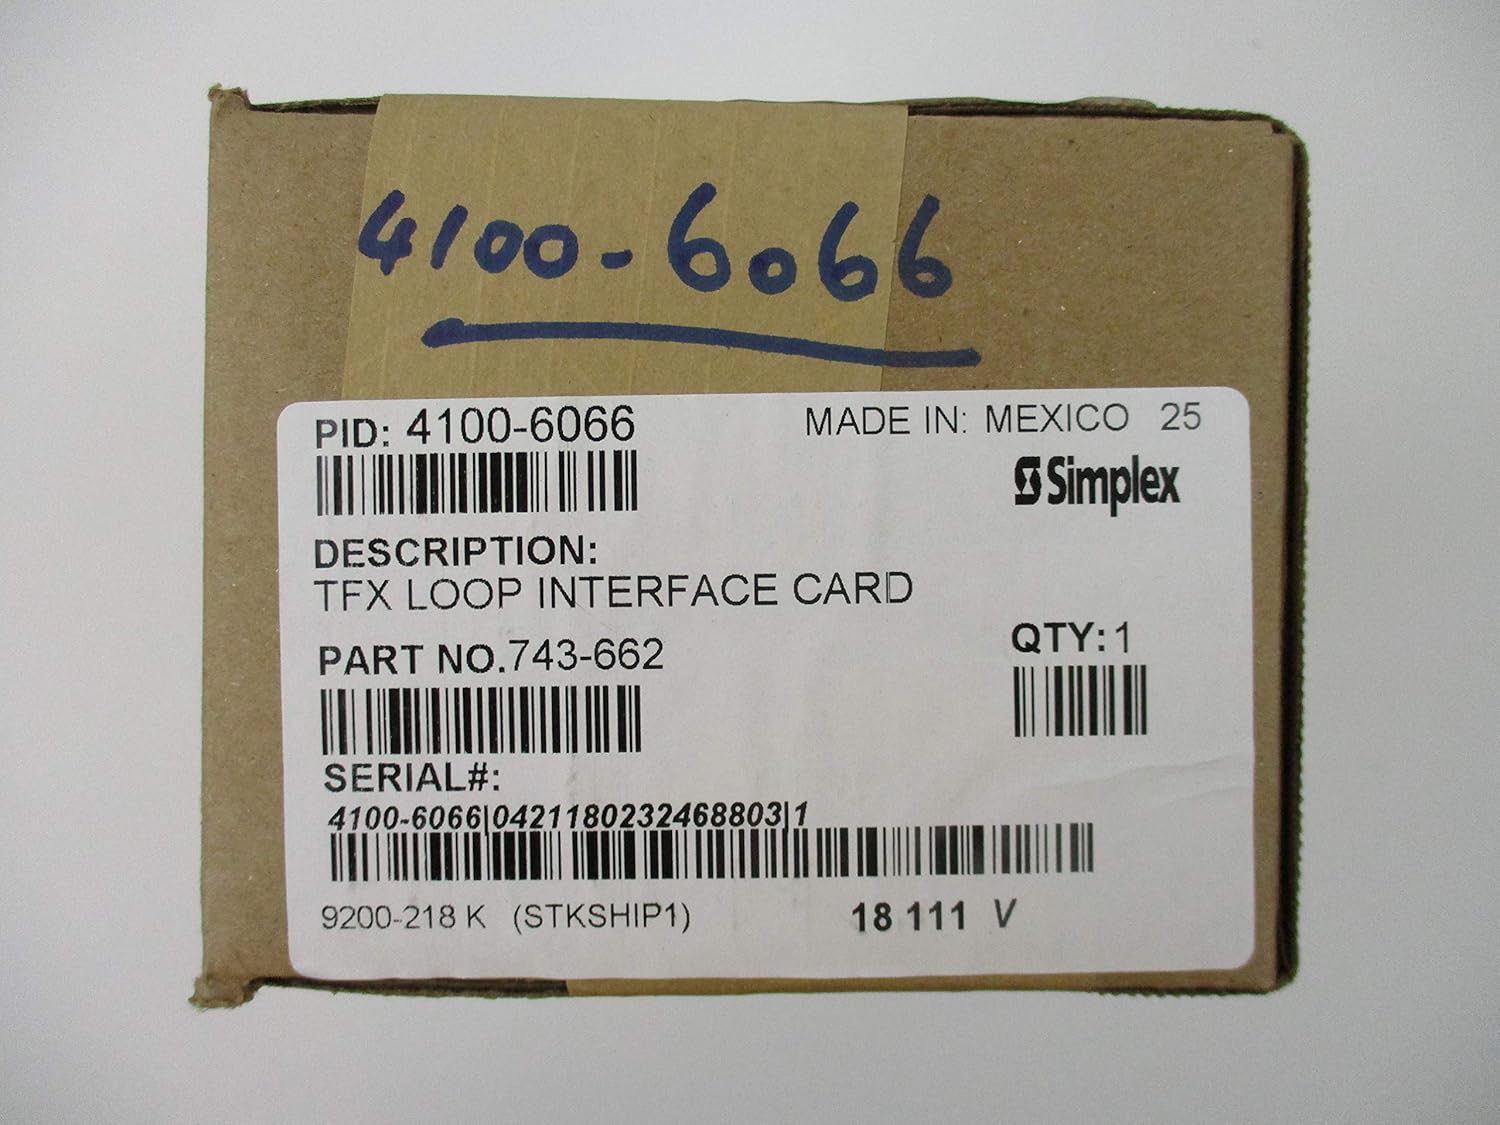 4100-6066
PID: 4100-6066 MADE IN: MEXICO 25
Simplex
DESCRIPTION:
TFX LOOP INTERFACE CARD
PART NO.743-662 QTY:1
SERIAL#:
4100-6066|0421180232468803|1
9200-218 K (STKSHIP1) 18 111 V